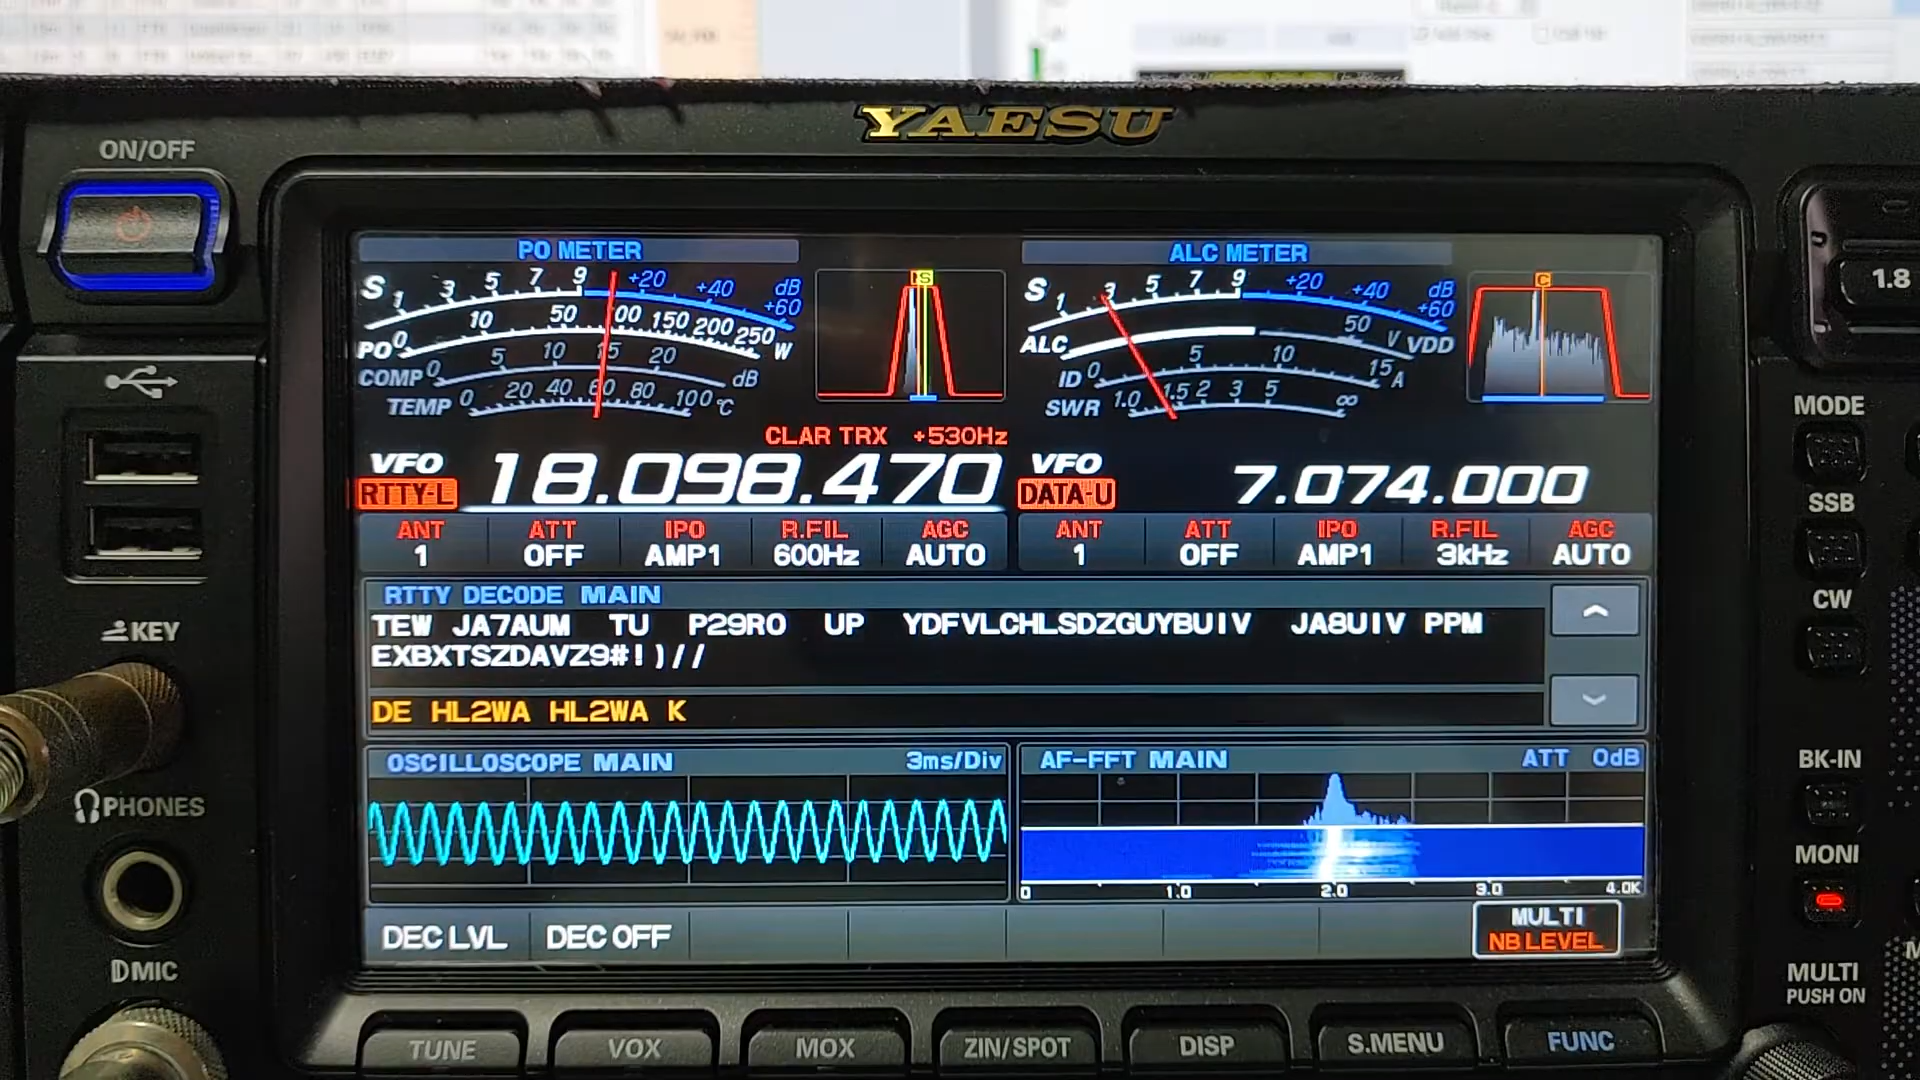 YAESU
ON/OFF
PO METER
ALC METER
S 1 3 5 7 9 +20 +40 +60 dB
PO 0 10 50 100 150 200 250 W
COMP 0 5 10 15 20 dB
TEMP 0 20 40 60 80 100 °C
S 1 3 5 7 9 +20 +40 +60 dB
ALC 50 V VDD
ID 0 5 10 15 A
SWR 1.0 1.5 2 3 5 ∞
S
C
1.8
CLAR TRX +530Hz
VFO
RTTY-L
18.098.470
VFO
DATA-U
7.074.000
ANT ATT IPO R.FIL AGC
1 OFF AMP1 600Hz AUTO
ANT ATT IPO R.FIL AGC
1 OFF AMP1 3kHz AUTO
RTTY DECODE MAIN
TEW JA7AUM TU P29RO UP YDFVLCHLSDZGUYBUIV JA8UIV PPM
EXBXTSZDAVZ9#!)//
DE HL2WA HL2WA K
OSCILLOSCOPE MAIN 3ms/Div
AF-FFT MAIN ATT 0dB
0 1.0 2.0 3.0 4.0K
DEC LVL DEC OFF
MULTI
NB LEVEL
TUNE VOX MOX ZIN/SPOT DISP S.MENU FUNC
KEY
PHONES
MIC
MODE
SSB
CW
BK-IN
MONI
MULTI
PUSH ON